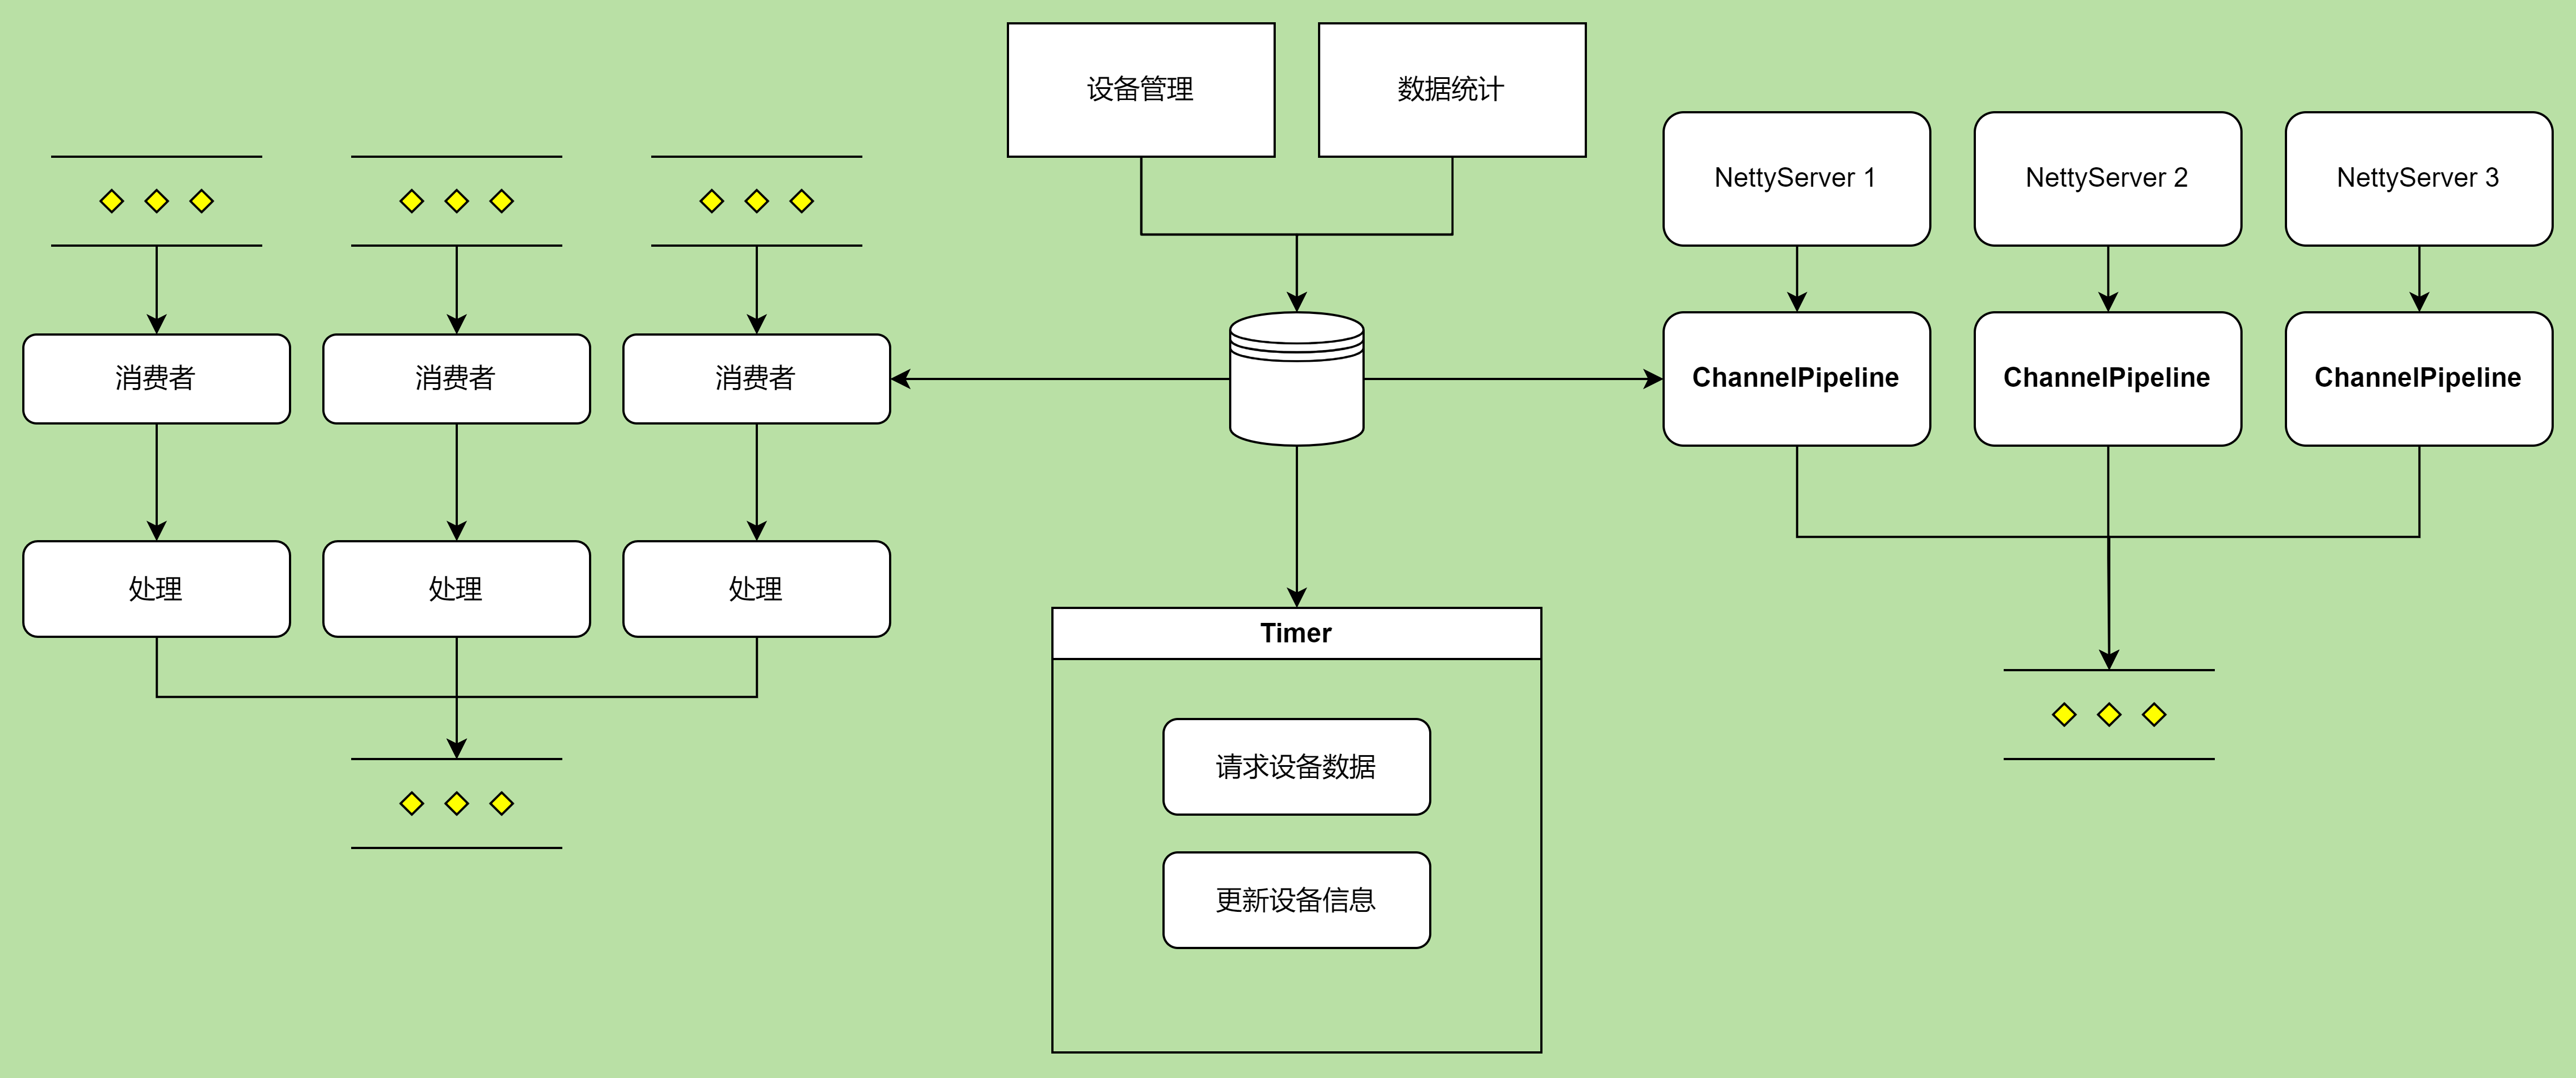 设备管理
数据统计
NettyServer 1
NettyServer 2
NettyServer 3
消费者
消费者
消费者
ChannelPipeline
ChannelPipeline
ChannelPipeline
处理
处理
处理
Timer
请求设备数据
更新设备信息